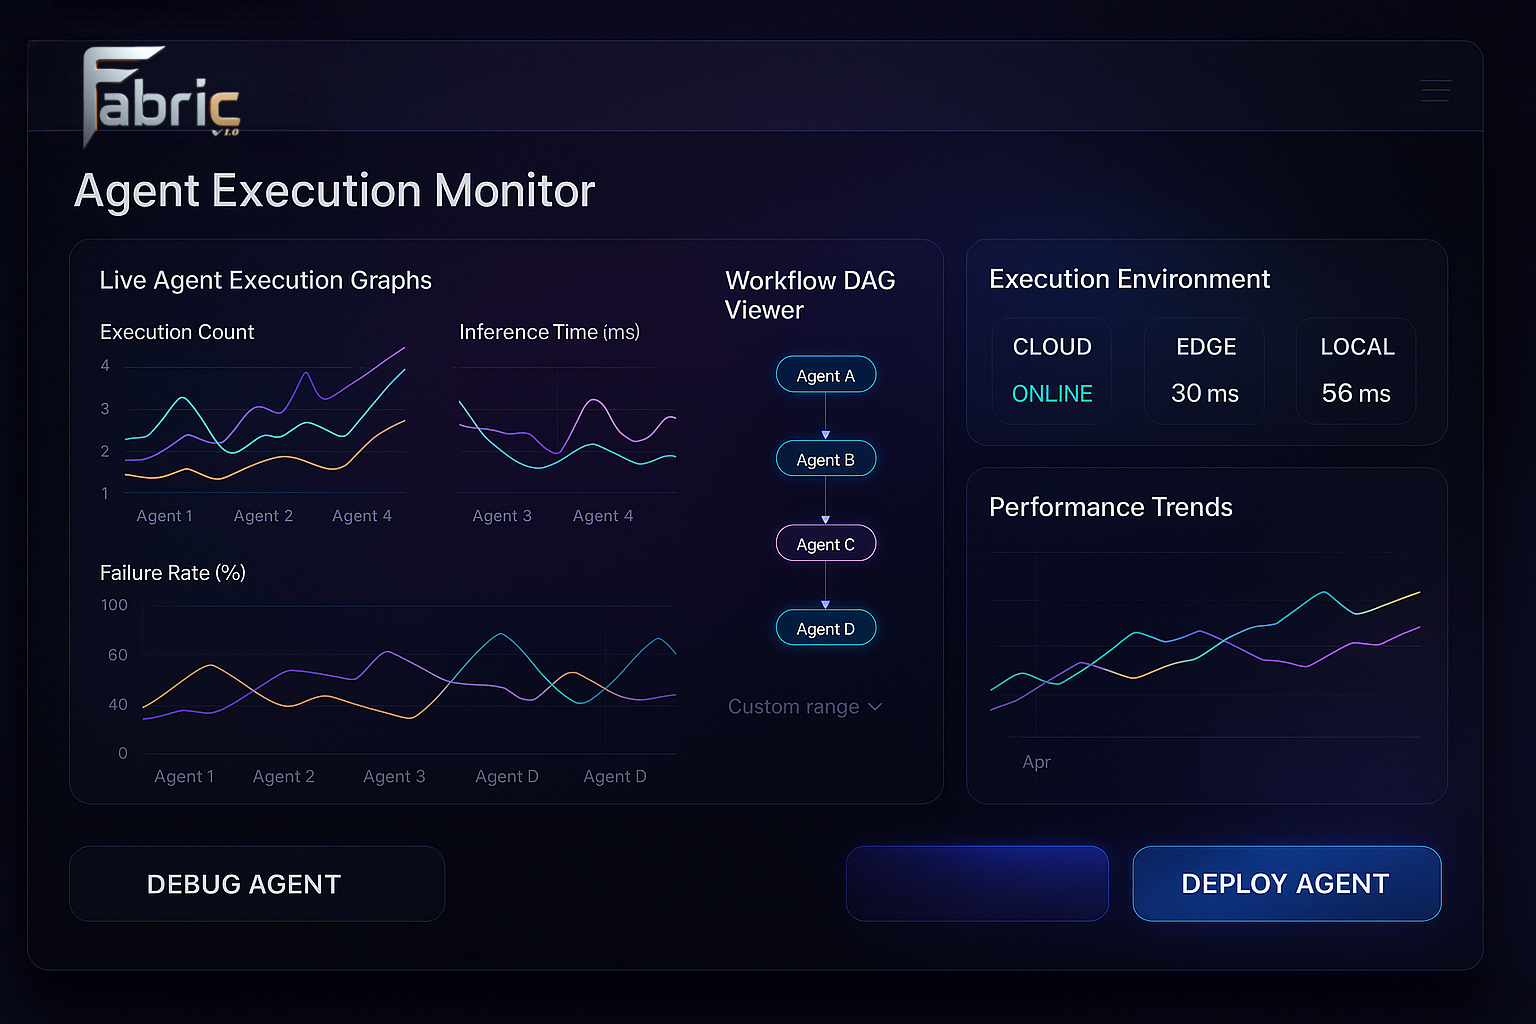 Fabric
v1.0
Agent Execution Monitor
Live Agent Execution Graphs
Execution Count
4
3
2
1
Agent 1 Agent 2 Agent 4
Inference Time (ms)
Agent 3 Agent 4
Failure Rate (%)
100
60
40
0
Agent 1 Agent 2 Agent 3 Agent D Agent D
Workflow DAG
Viewer
Agent A
Agent B
Agent C
Agent D
Custom range
Execution Environment
CLOUD
ONLINE
EDGE
30 ms
LOCAL
56 ms
Performance Trends
Apr
DEBUG AGENT
DEPLOY AGENT